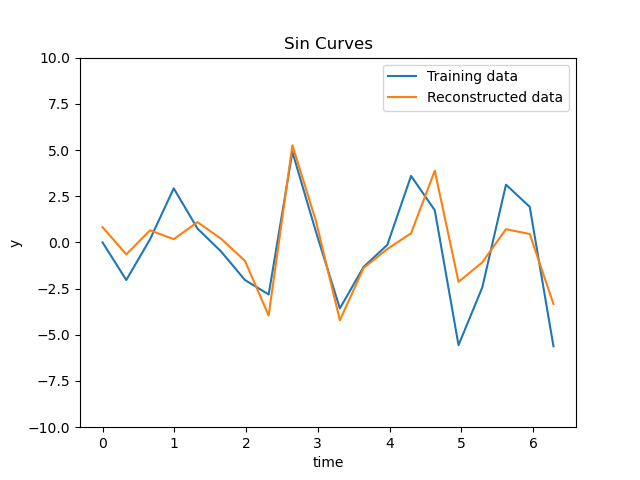 Sin Curves
Training data
Reconstructed data
10.0
7.5
5.0
2.5
0.0
−2.5
−5.0
−7.5
−10.0
y
0 1 2 3 4 5 6
time